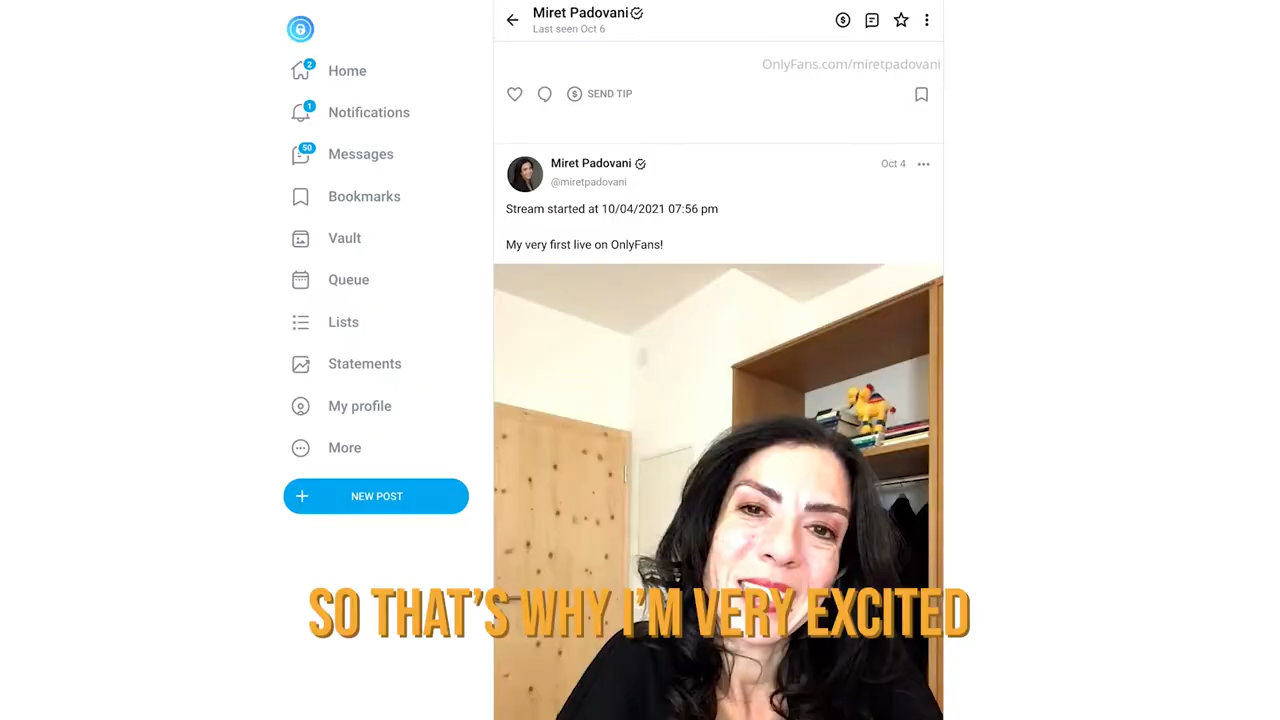 2
Home
1
Notifications
50
Messages
Bookmarks
Vault
Queue
Lists
Statements
My profile
More
NEW POST
Miret Padovani
Last seen Oct 6
OnlyFans.com/miretpadovani
SEND TIP
Miret Padovani
Oct 4
@miretpadovani
Stream started at 10/04/2021 07:56 pm
My very first live on OnlyFans!
SO THAT'S WHY I'M VERY EXCITED